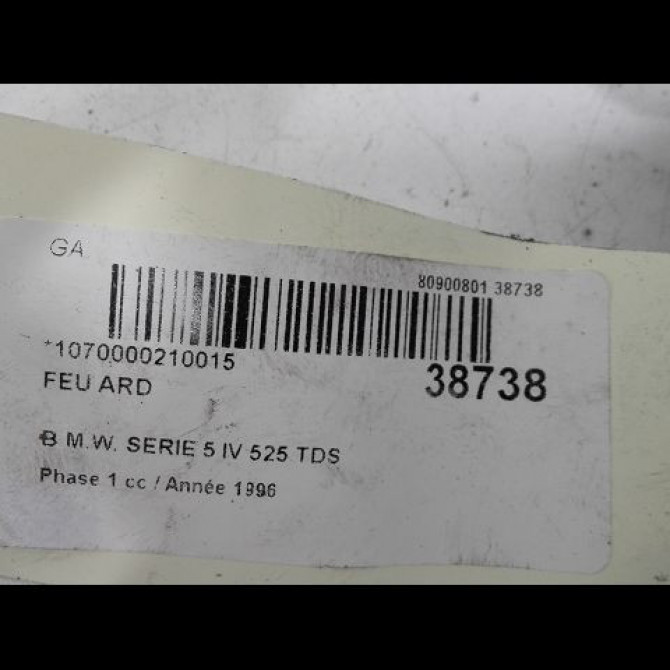 GA
80900801 38738
*1070000210015
38738
FEU ARD
B M.W. SERIE 5 IV 525 TDS
Phase 1 cc / Année 1996